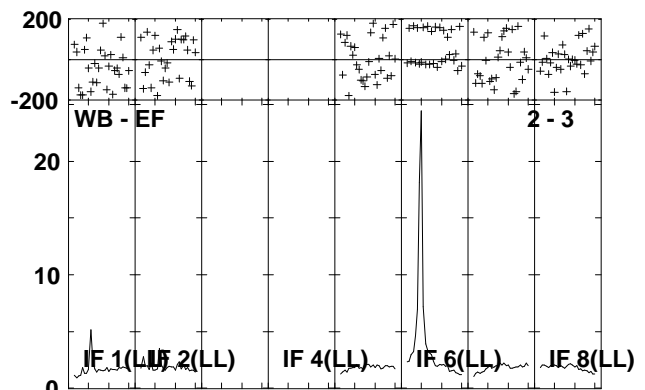 200
-200
WB - EF 2 - 3
20
10
0
IF 1(LL) IF 2(LL) IF 4(LL) IF 6(LL) IF 8(LL)